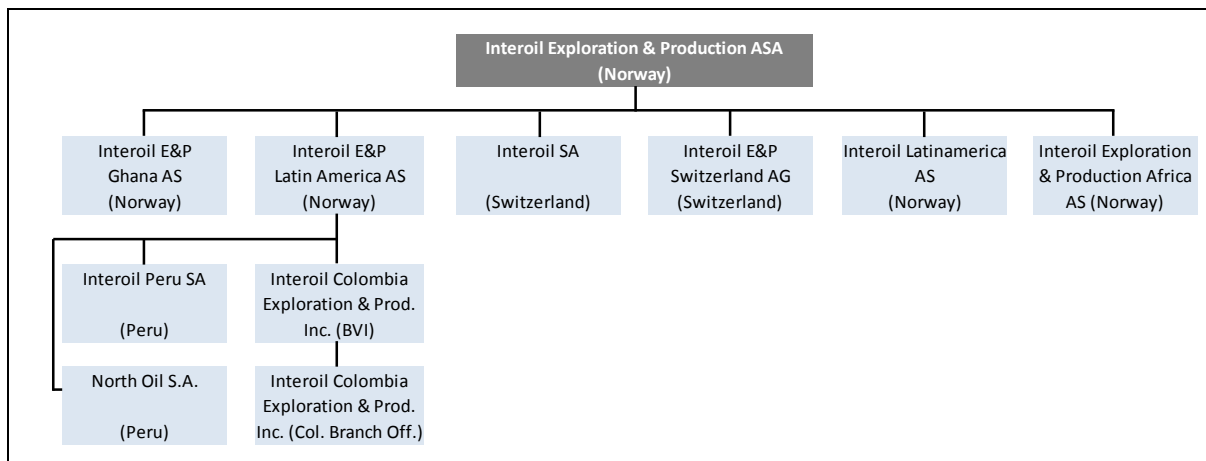 Interoil Exploration & Production ASA
(Norway)
Interoil E&P
Ghana AS
(Norway)
Interoil E&P
Latin America AS
(Norway)
Interoil SA
(Switzerland)
Interoil E&P
Switzerland AG
(Switzerland)
Interoil Latinamerica
AS
(Norway)
Interoil Exploration
& Production Africa
AS (Norway)
Interoil Peru SA
(Peru)
Interoil Colombia
Exploration & Prod.
Inc. (BVI)
North Oil S.A.
(Peru)
Interoil Colombia
Exploration & Prod.
Inc. (Col. Branch Off.)